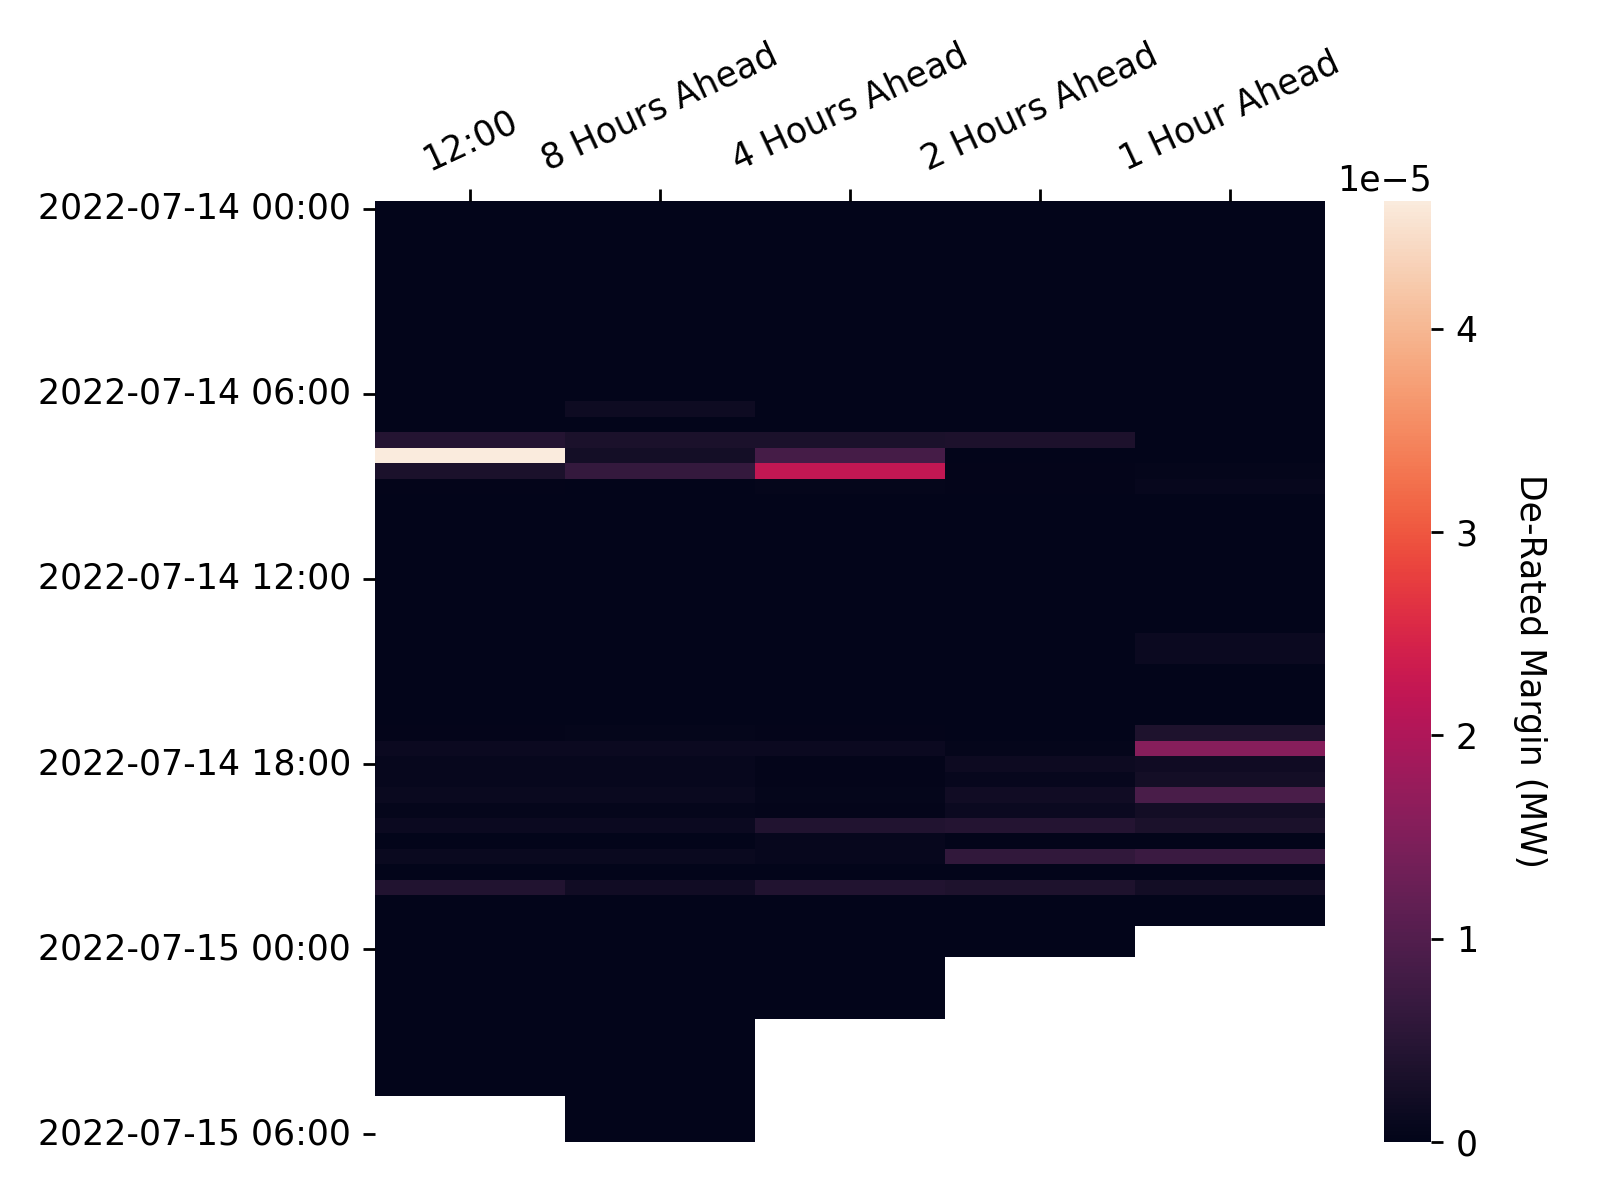 12:00
8 Hours Ahead
4 Hours Ahead
2 Hours Ahead
1 Hour Ahead
2022-07-14 00:00
2022-07-14 06:00
2022-07-14 12:00
2022-07-14 18:00
2022-07-15 00:00
2022-07-15 06:00
1e−5
4
3
2
1
0
De-Rated Margin (MW)